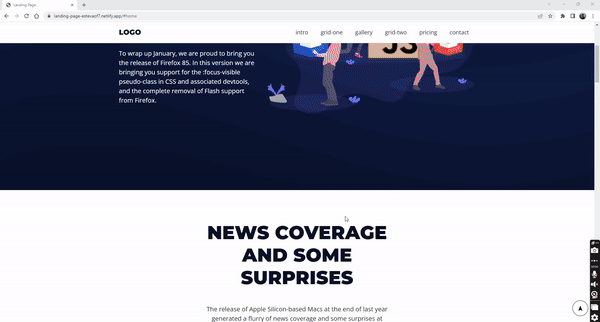 Landing Page
landing-page-estevaof7.netlify.app/#home
LOGO
intro grid-one gallery grid-two pricing contact
JS
To wrap up January, we are proud to bring you
the release of Firefox 85. In this version we are
bringing you support for the :focus-visible
pseudo-class in CSS and associated devtools,
and the complete removal of Flash support
from Firefox.
NEWS COVERAGE
AND SOME
SURPRISES
The release of Apple Silicon-based Macs at the end of last year
generated a flurry of news coverage and some surprises at